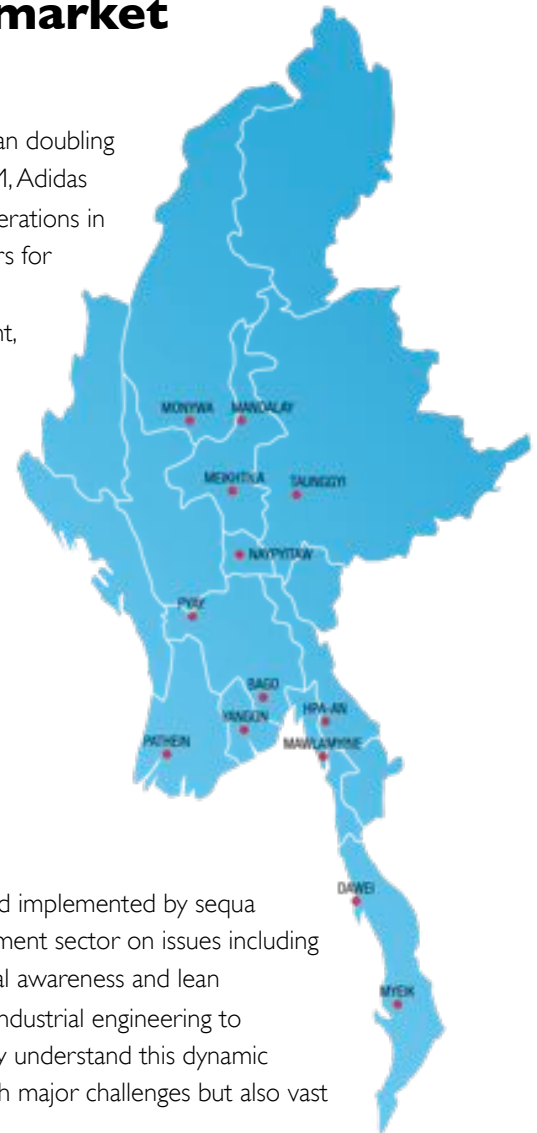 market
an doubling
M, Adidas
erations in
rs for
nt,
MONYWA MANDALAY
MEIKHTILA TAUNGGYI
NAYPYITAW
PYAY
BAGO
YANGON HPA-AN
PATHEIN MAWLAMYINE
DAWEI
MYEIK
d implemented by sequa
ment sector on issues including
al awareness and lean
ndustrial engineering to
y understand this dynamic
h major challenges but also vast